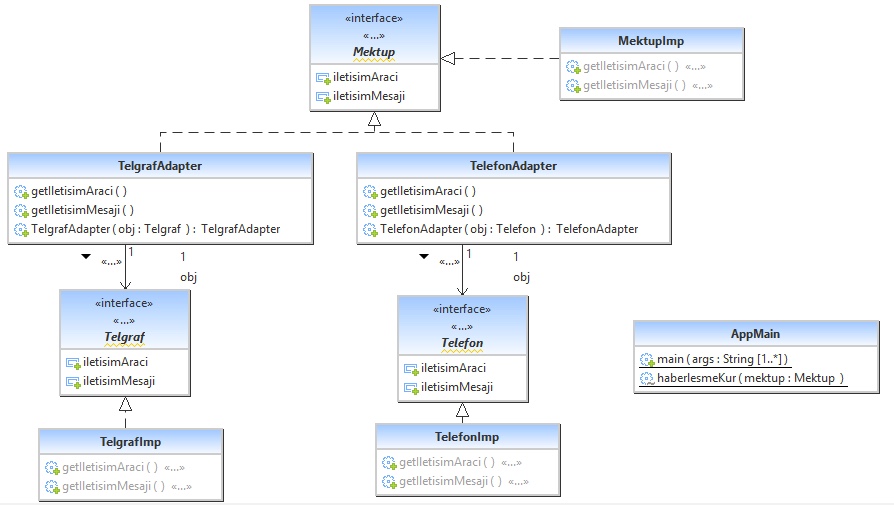 «interface»
«...»
Mektup
iletisimAraci
iletisimMesaji
MektupImp
getIletisimAraci ( ) «...»
getIletisimMesaji ( ) «...»
TelgrafAdapter
getIletisimAraci ( )
getIletisimMesaji ( )
TelgrafAdapter ( obj : Telgraf ) : TelgrafAdapter
TelefonAdapter
getIletisimAraci ( )
getIletisimMesaji ( )
TelefonAdapter ( obj : Telefon ) : TelefonAdapter
«...» 1 1
obj
«...» 1 1
obj
«interface»
«...»
Telgraf
iletisimAraci
iletisimMesaji
«interface»
«...»
Telefon
iletisimAraci
iletisimMesaji
AppMain
main ( args : String [1..*] )
haberlesmeKur ( mektup : Mektup )
TelgrafImp
getIletisimAraci ( ) «...»
getIletisimMesaji ( ) «...»
TelefonImp
getIletisimAraci ( ) «...»
getIletisimMesaji ( ) «...»